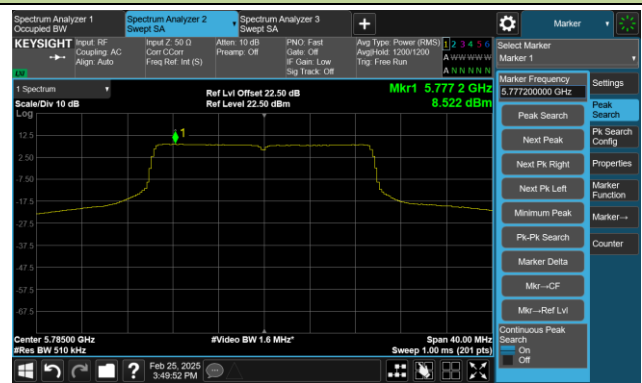 Spectrum Analyzer 1
Occupied BW
Spectrum Analyzer 2
Swept SA
Spectrum Analyzer 3
Swept SA
+
Marker
KEYSIGHT
Input: RF
Coupling: AC
Align: Auto
Input Z: 50 Ω
Corr CCorr
Freq Ref: Int (S)
Atten: 10 dB
Preamp: Off
PNO: Fast
Gate: Off
IF Gain: Low
Sig Track: Off
Avg Type: Power (RMS)
Avg|Hold: 1200/1200
Trig: Free Run
1 2 3 4 5 6
A W W W W W
A N N N N N
Select Marker
Marker 1
1 Spectrum
Scale/Div 10 dB
Log
Ref Lvl Offset 22.50 dB
Ref Level 22.50 dBm
Mkr1 5.777 2 GHz
8.522 dBm
1
12.5
2.50
-7.50
-17.5
-27.5
-37.5
-47.5
-57.5
-67.5
Center 5.78500 GHz
#Res BW 510 kHz
#Video BW 1.6 MHz*
Span 40.00 MHz
Sweep 1.00 ms (201 pts)
Marker Frequency
5.777200000 GHz
Peak Search
Next Peak
Next Pk Right
Next Pk Left
Minimum Peak
Pk-Pk Search
Marker Delta
Mkr→CF
Mkr→Ref Lvl
Continuous Peak
Search
On
Off
Settings
Peak
Search
Pk Search
Config
Properties
Marker
Function
Marker→
Counter
?
Feb 25, 2025
3:49:52 PM